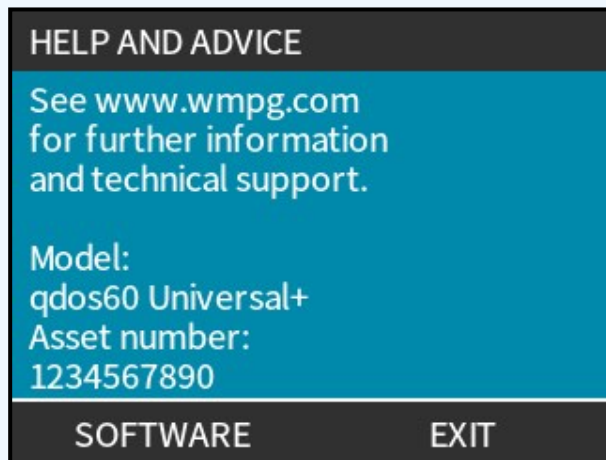 HELP AND ADVICE
See www.wmpg.com
for further information
and technical support.
Model:
qdos60 Universal+
Asset number:
1234567890
SOFTWARE EXIT